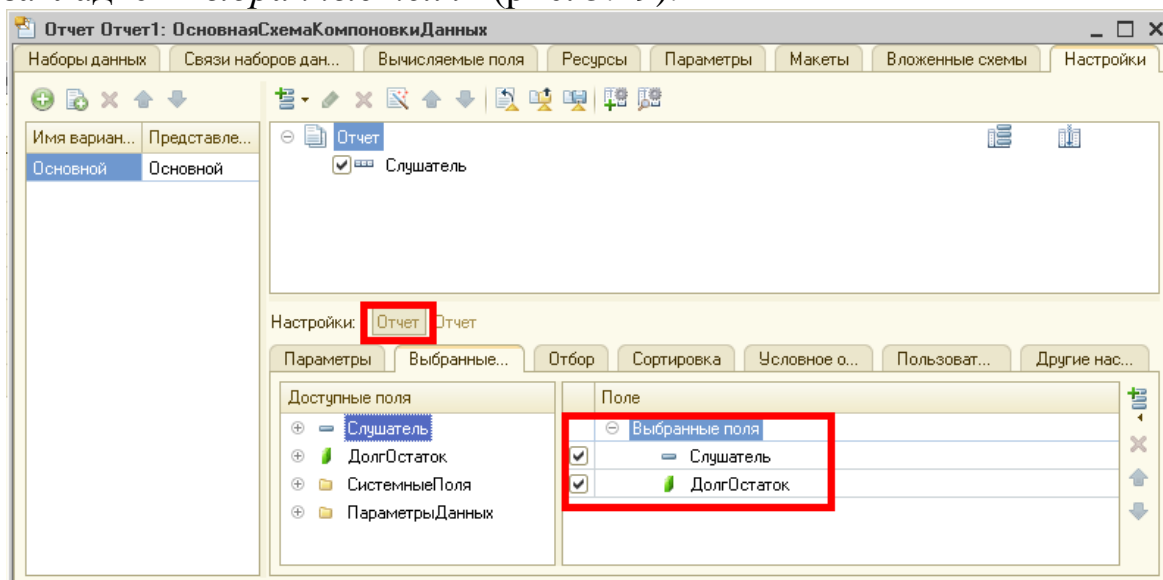 Отчет Отчет1: ОсновнаяСхемаКомпоновкиДанных
Наборы данных Связи наборов дан... Вычисляемые поля Ресурсы Параметры Макеты Вложенные схемы Настройки
Имя вариан... Представле...
Основной Основной
Отчет
Слушатель
Настройки: Отчет Отчет
Параметры Выбранные... Отбор Сортировка Условное о... Пользоват... Другие нас...
Доступные поля
Слушатель
ДолгОстаток
СистемныеПоля
ПараметрыДанных
Поле
Выбранные поля
Слушатель
ДолгОстаток